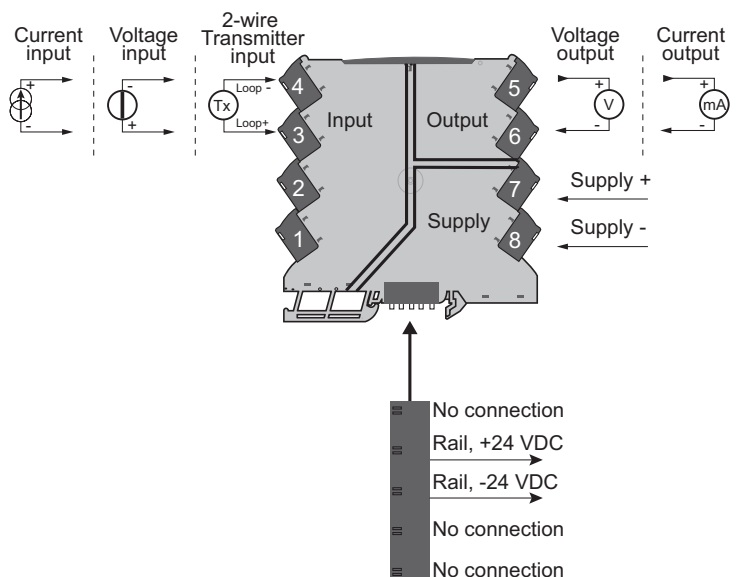 Current
input
Voltage
input
2-wire
Transmitter
input
Voltage
output
Current
output
+
-
-
+
Tx
Loop -
Loop+
4
3
2
1
Input
Output
Supply
5
6
7
8
+
V
-
+
mA
-
Supply +
Supply -
No connection
Rail, +24 VDC
Rail, -24 VDC
No connection
No connection